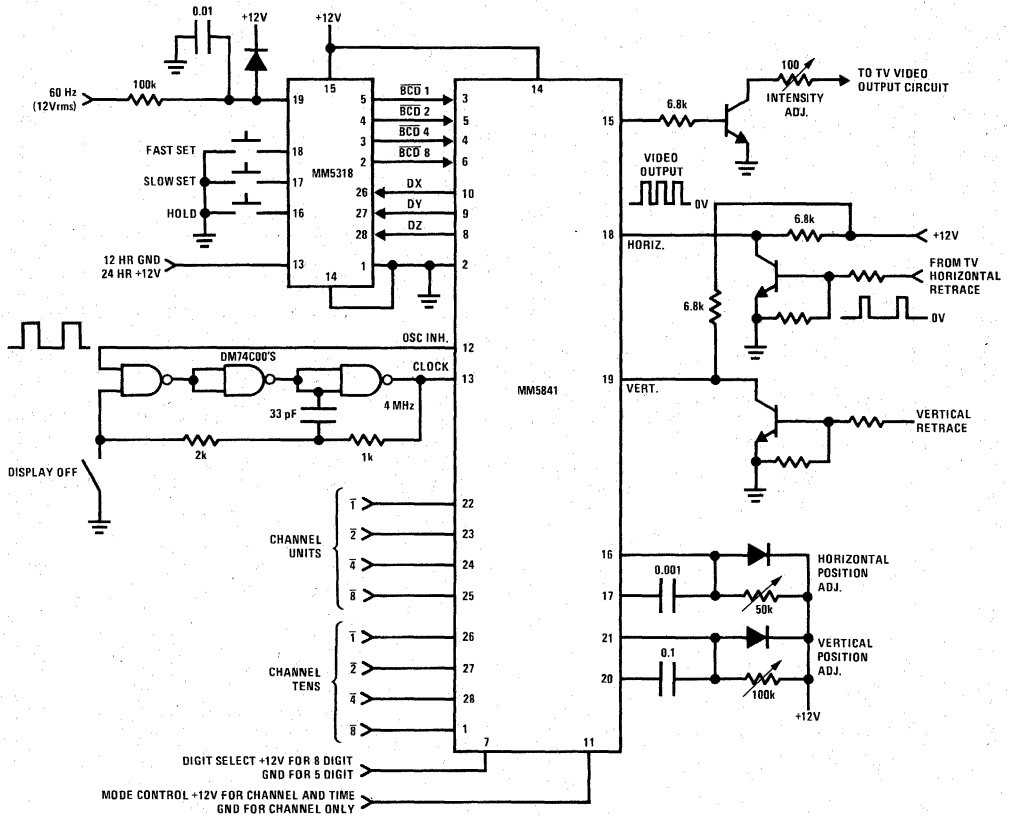 0.01
+12V
+12V
60 Hz
(12Vrms)
100k
19
15
5
BCD 1
3
4
BCD 2
5
3
BCD 4
4
2
BCD 8
6
14
15
6.8k
100
INTENSITY
ADJ.
TO TV VIDEO
OUTPUT CIRCUIT
FAST SET
18
SLOW SET
17
HOLD
16
MM5318
26
DX
10
27
DY
9
28
DZ
8
VIDEO
OUTPUT
0V
18
HORIZ.
6.8k
+12V
12 HR GND
24 HR +12V
13
14
1
2
6.8k
FROM TV
HORIZONTAL
RETRACE
0V
OSC INH.
12
DM74C00'S
CLOCK
13
33 pF
4 MHz
2k
1k
DISPLAY OFF
MM5841
19
VERT.
VERTICAL
RETRACE
CHANNEL
UNITS
1
22
2
23
4
24
8
25
CHANNEL
TENS
1
26
2
27
4
28
8
1
16
17
0.001
50k
HORIZONTAL
POSITION
ADJ.
21
20
0.1
100k
VERTICAL
POSITION
ADJ.
+12V
7
11
DIGIT SELECT +12V FOR 8 DIGIT
GND FOR 5 DIGIT
MODE CONTROL +12V FOR CHANNEL AND TIME
GND FOR CHANNEL ONLY